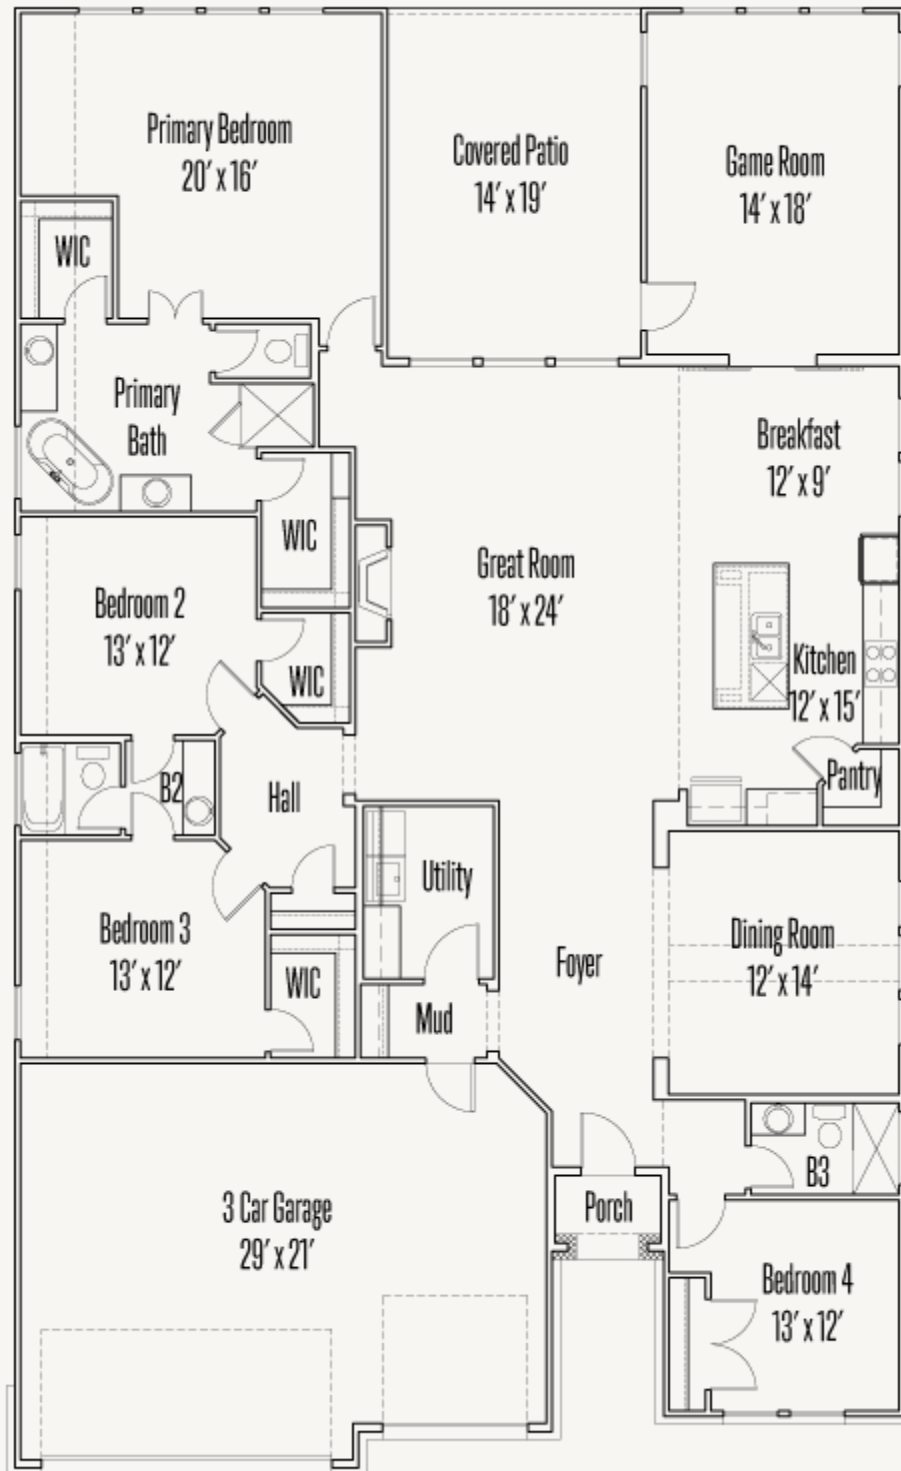 Primary Bedroom
20′ x 16′
Covered Patio
14′ x 19′
Game Room
14′ x 18′
WIC
Primary
Bath
Breakfast
12′ x 9′
WIC
Great Room
18′ x 24′
Bedroom 2
13′ x 12′
WIC
Kitchen
12′ x 15′
Pantry
B2
Hall
Utility
Bedroom 3
13′ x 12′
WIC
Mud
Foyer
Dining Room
12′ x 14′
B3
3 Car Garage
29′ x 21′
Porch
Bedroom 4
13′ x 12′